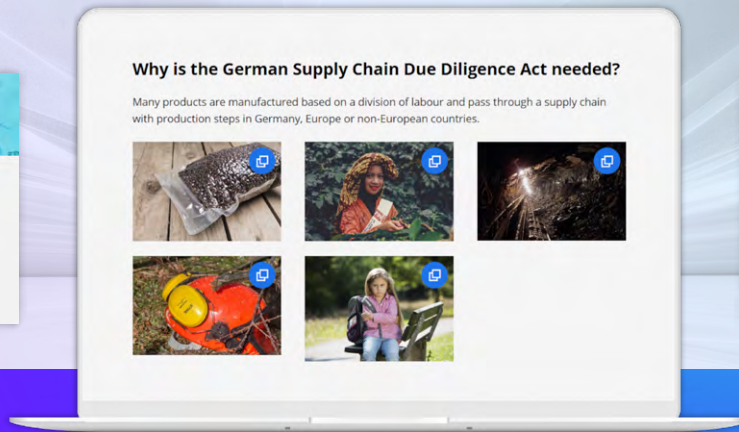 Why is the German Supply Chain Due Diligence Act needed?
Many products are manufactured based on a division of labour and pass through a supply chain
with production steps in Germany, Europe or non-European countries.